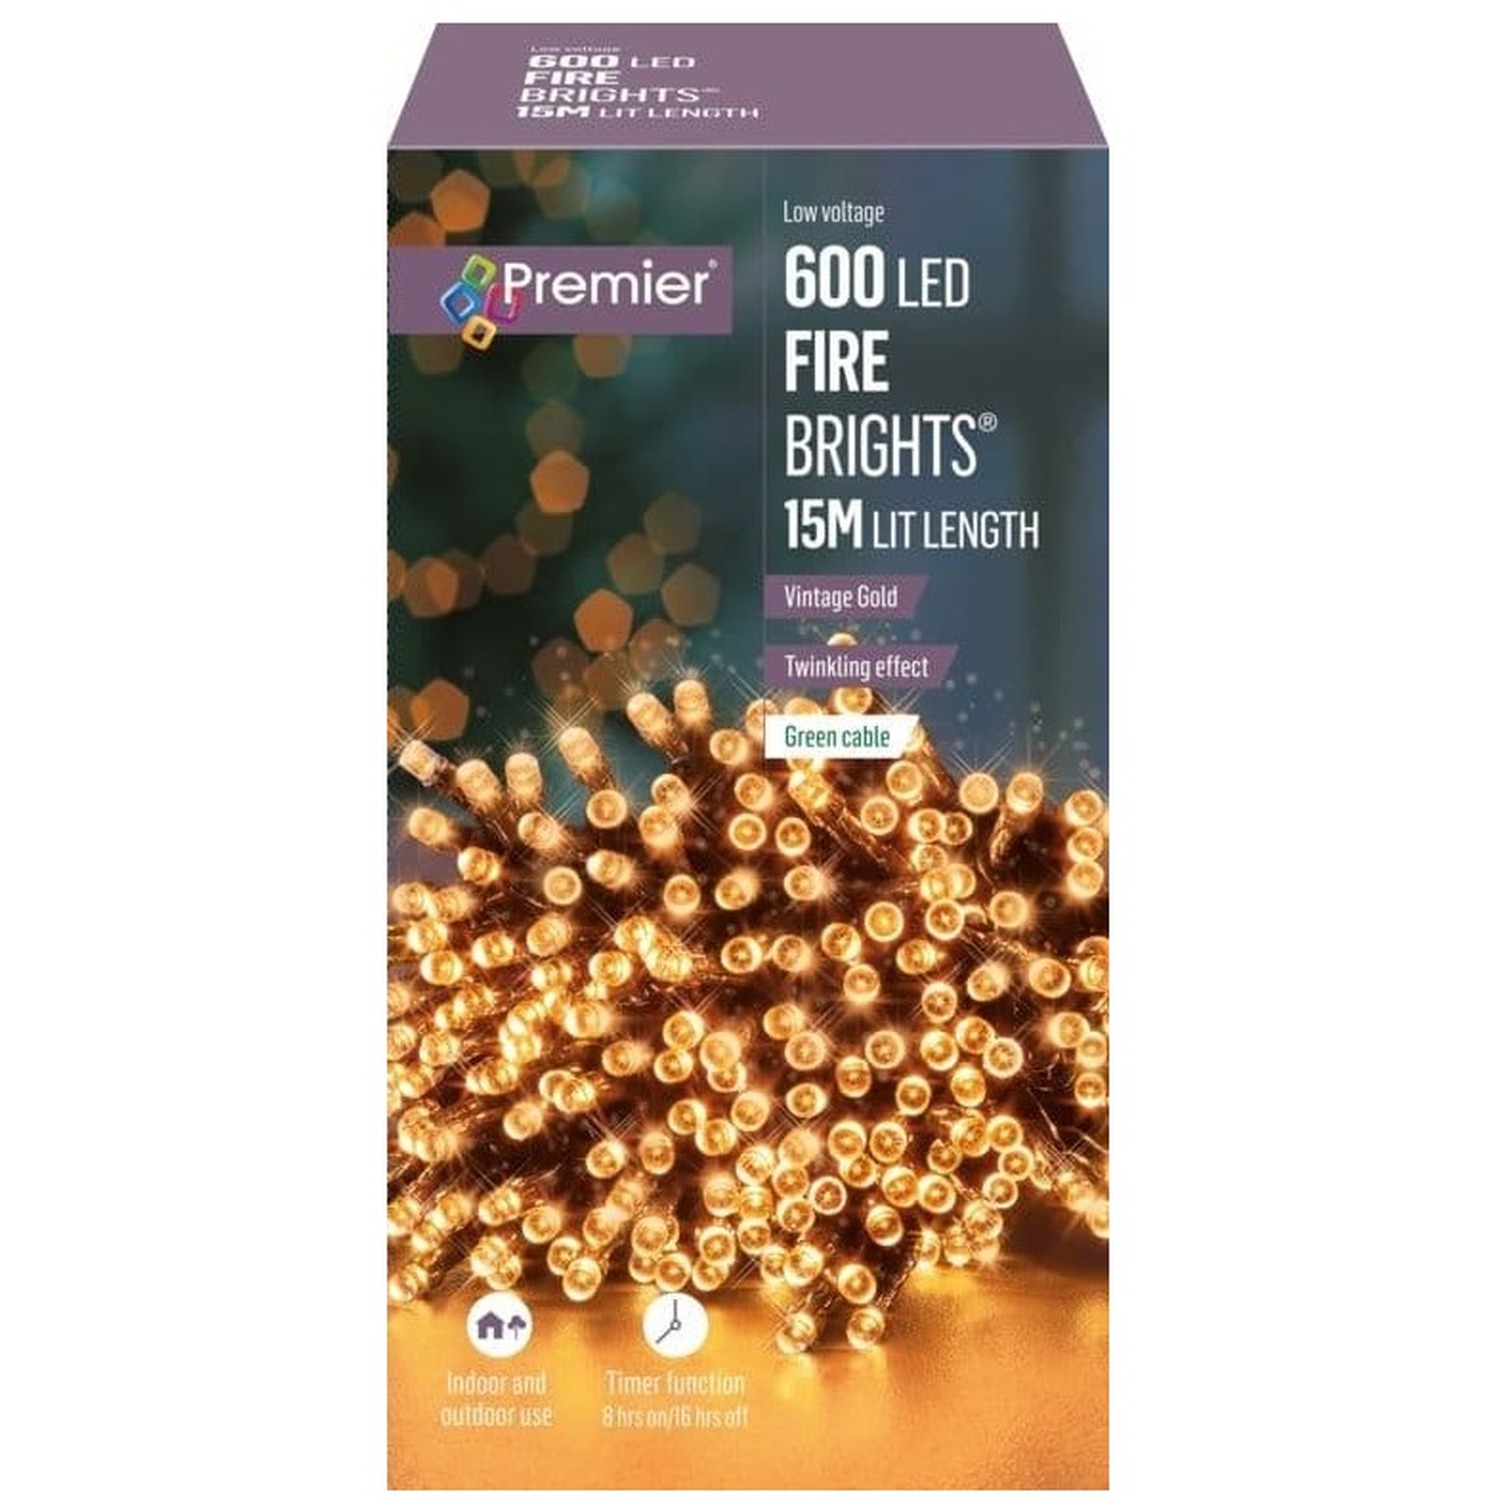 Low voltage
600 LED
FIRE
BRIGHTS®
15M LIT LENGTH
Premier®
Low voltage
600 LED
FIRE
BRIGHTS®
15M LIT LENGTH
Vintage Gold
Twinkling effect
Green cable
Indoor and
outdoor use
Timer function
8 hrs on/16 hrs off